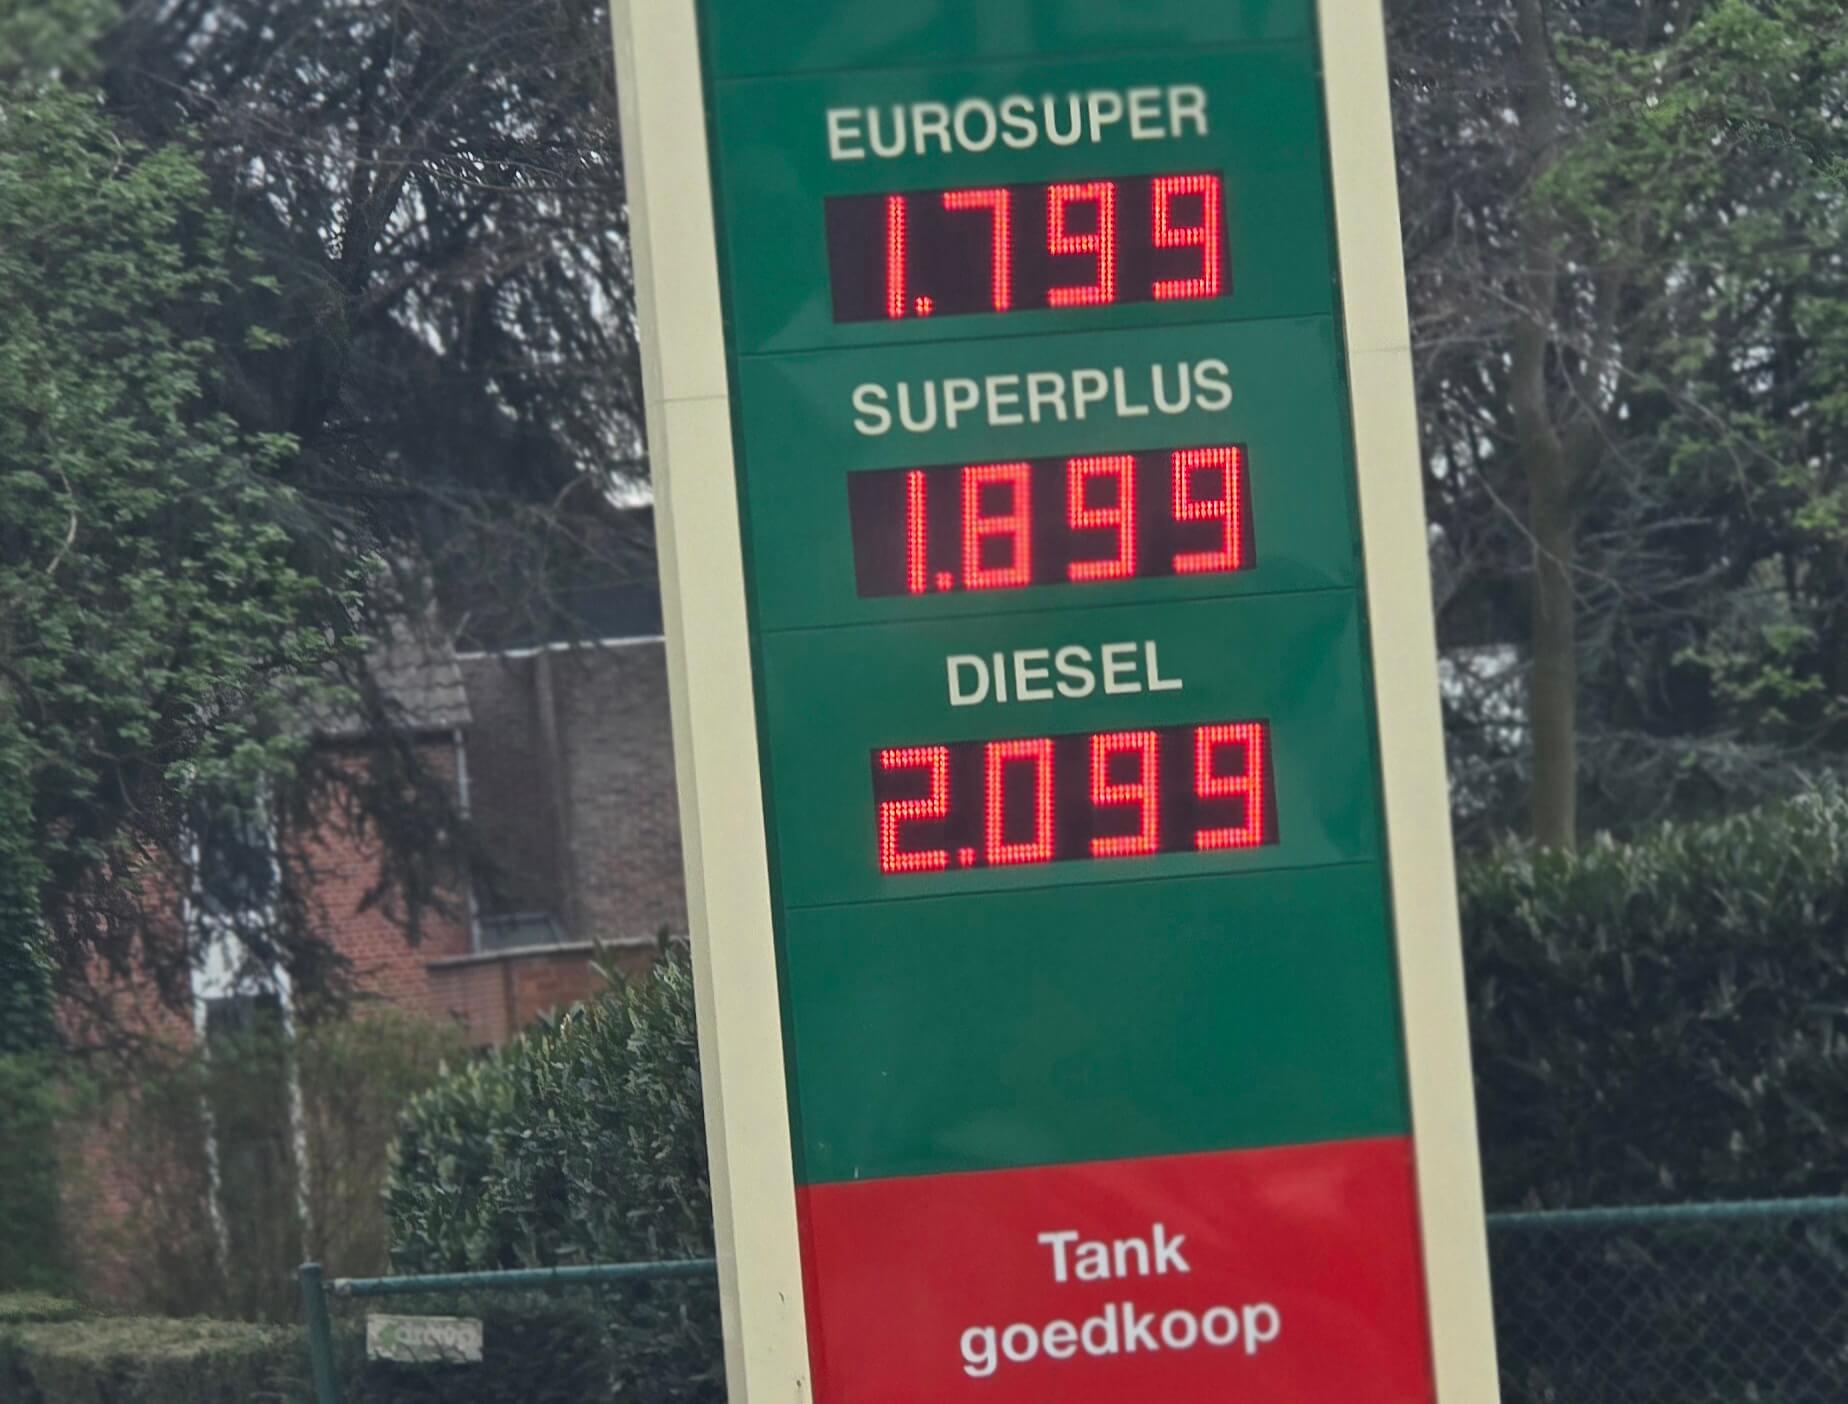 EUROSUPER
1.799
SUPERPLUS
1.899
DIESEL
2.099
Tank
goedkoop